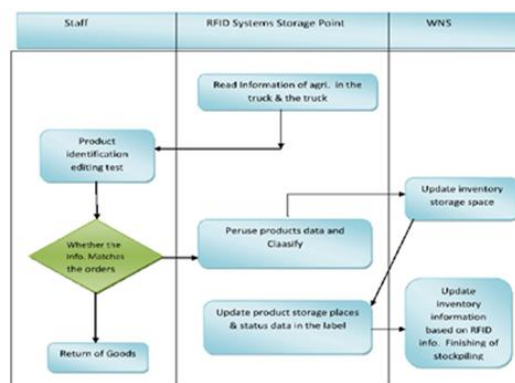 Staff
RFID Systems Storage Point
WNS
Read Information of agri. in the
truck & the truck
Product
identification
editing test
Update inventory
storage space
Peruse products data and
Claasify
Whether the
info. Matches
the orders
Update product storage places
& status data in the label
Update
inventory
information
based on RFID
info. Finishing of
stockpiling
Return of Goods